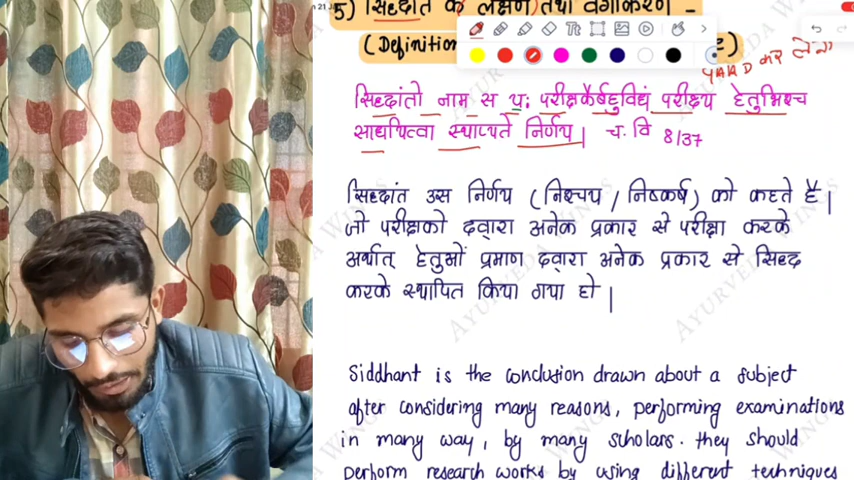 5) सिद्धांत के लक्षण तथा वर्गीकरण -
(Definition
याद कर लेना
सिद्धांतो नाम स यः परीक्षकैर्बहुविधं परीक्ष्य हेतुभिश्च
साधयित्वा स्थाप्यते निर्णय| च. वि 8/37
सिद्धांत उस निर्णय (निश्चय / निष्कर्ष) को कहते है|
जो परीक्षको द्वारा अनेक प्रकार से परीक्षा करके
अर्थात् हेतुओं प्रमाण द्वारा अनेक प्रकार से सिद्ध
करके स्थापित किया गया हो|
Siddhant is the conclusion drawn about a subject
after considering many reasons, performing examinations
in many way, by many scholars. they should
perform research works by using different techniques